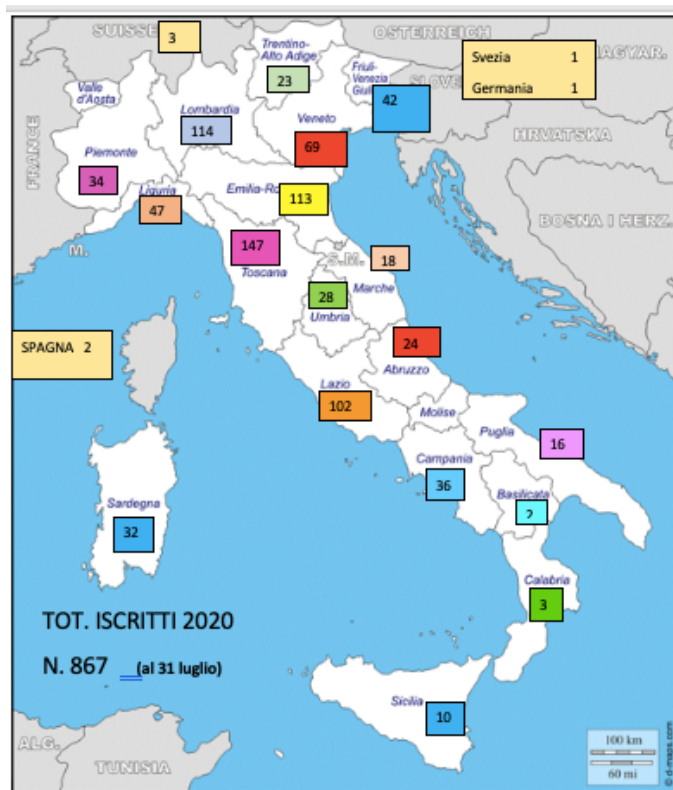 SUISSE
3
Trentino-
Alto Adige
23
ÖSTERREICH
Friuli-
Venezia
Giulia
42
SLOVE
MAGYAR.
Svezia 1
Germania 1
Valle
d'Aosta
Lombardia
114
Veneto
69
HRVATSKA
FRANCE
Piemonte
34
Liguria
47
Emilia-Ro
113
BOSNA I HERZ.
M.
147
Toscana
S.M.
18
Marche
28
Umbria
SPAGNA 2
24
Abruzzo
Lazio
102
Molise
Puglia
16
Campania
36
Basilicata
2
Sardegna
32
Calabria
3
TOT. ISCRITTI 2020
N. 867 (al 31 luglio)
Sicilia
10
ALG.
TUNISIA
100 km
60 mi
© d-maps.com